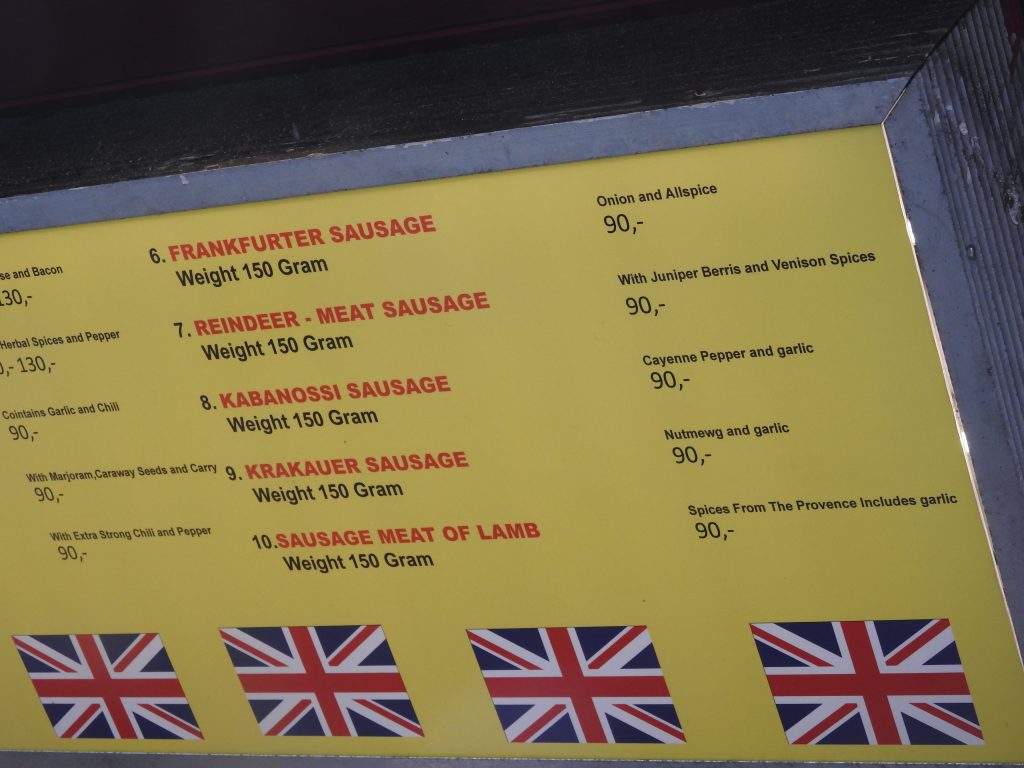 se and Bacon
130,-
Herbal Spices and Pepper
0,- 130,-
Cointains Garlic and Chili
90,-
With Marjoram,Caraway Seeds and Carry
90,-
With Extra Strong Chili and Pepper
90,-
6. FRANKFURTER SAUSAGE
Weight 150 Gram
Onion and Allspice
90,-
7. REINDEER - MEAT SAUSAGE
Weight 150 Gram
With Juniper Berris and Venison Spices
90,-
8. KABANOSSI SAUSAGE
Weight 150 Gram
Cayenne Pepper and garlic
90,-
9. KRAKAUER SAUSAGE
Weight 150 Gram
Nutmewg and garlic
90,-
10.SAUSAGE MEAT OF LAMB
Weight 150 Gram
Spices From The Provence Includes garlic
90,-